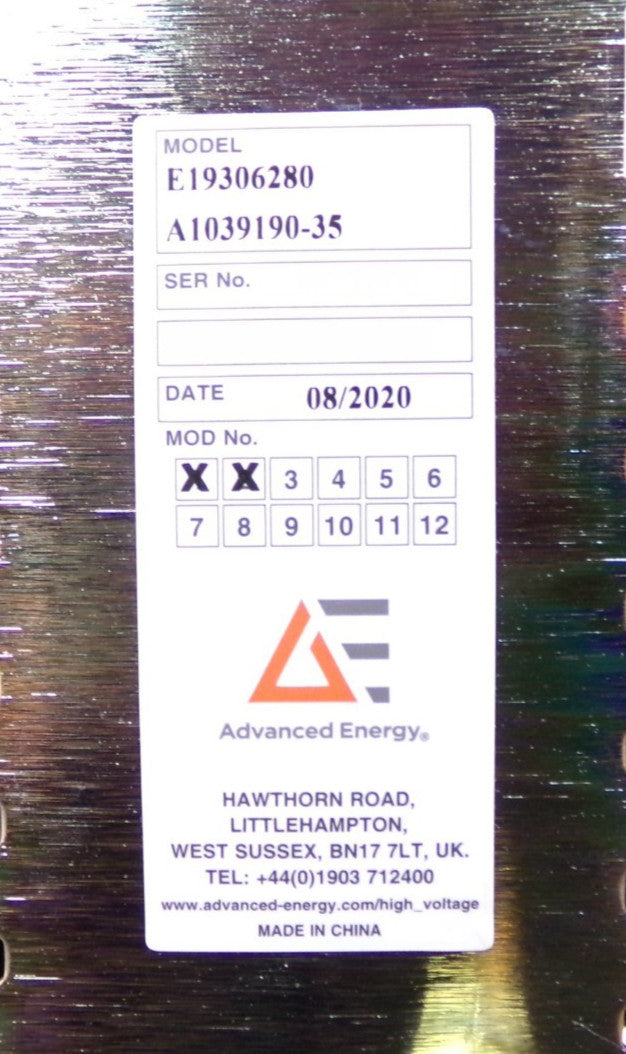 MODEL
E19306280
A1039190-35
SER No.
DATE 08/2020
MOD No.
X X 3 4 5 6
7 8 9 10 11 12
Advanced Energy®
HAWTHORN ROAD,
LITTLEHAMPTON,
WEST SUSSEX, BN17 7LT, UK.
TEL: +44(0)1903 712400
www.advanced-energy.com/high_voltage
MADE IN CHINA